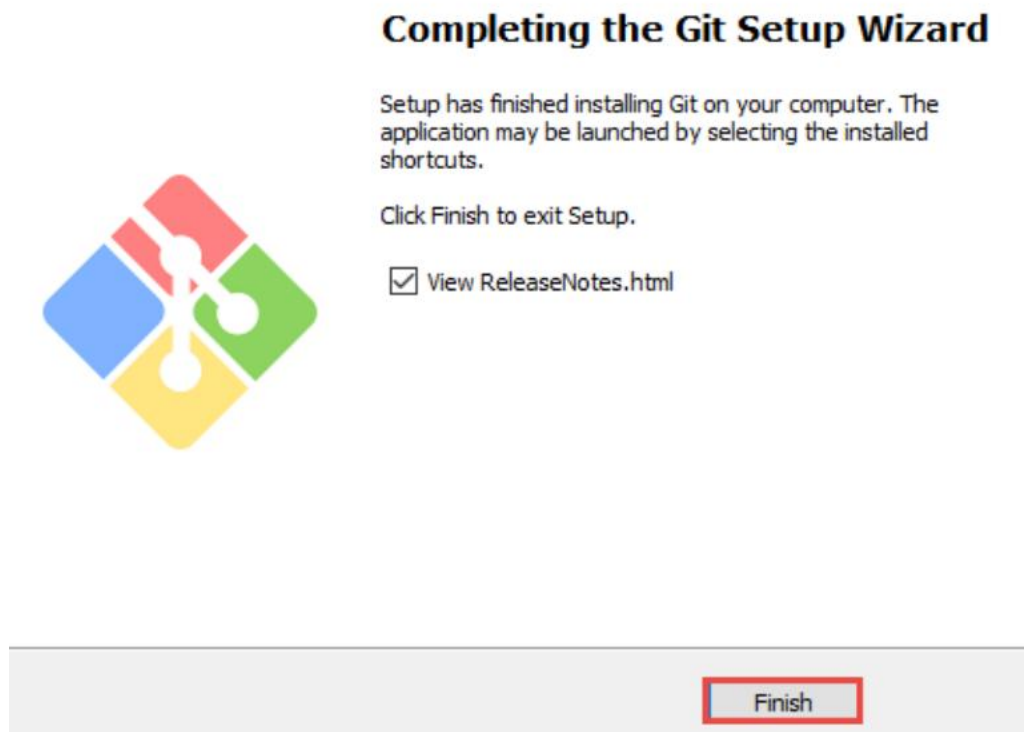 Completing the Git Setup Wizard
Setup has finished installing Git on your computer. The
application may be launched by selecting the installed
shortcuts.
Click Finish to exit Setup.
View ReleaseNotes.html
Finish